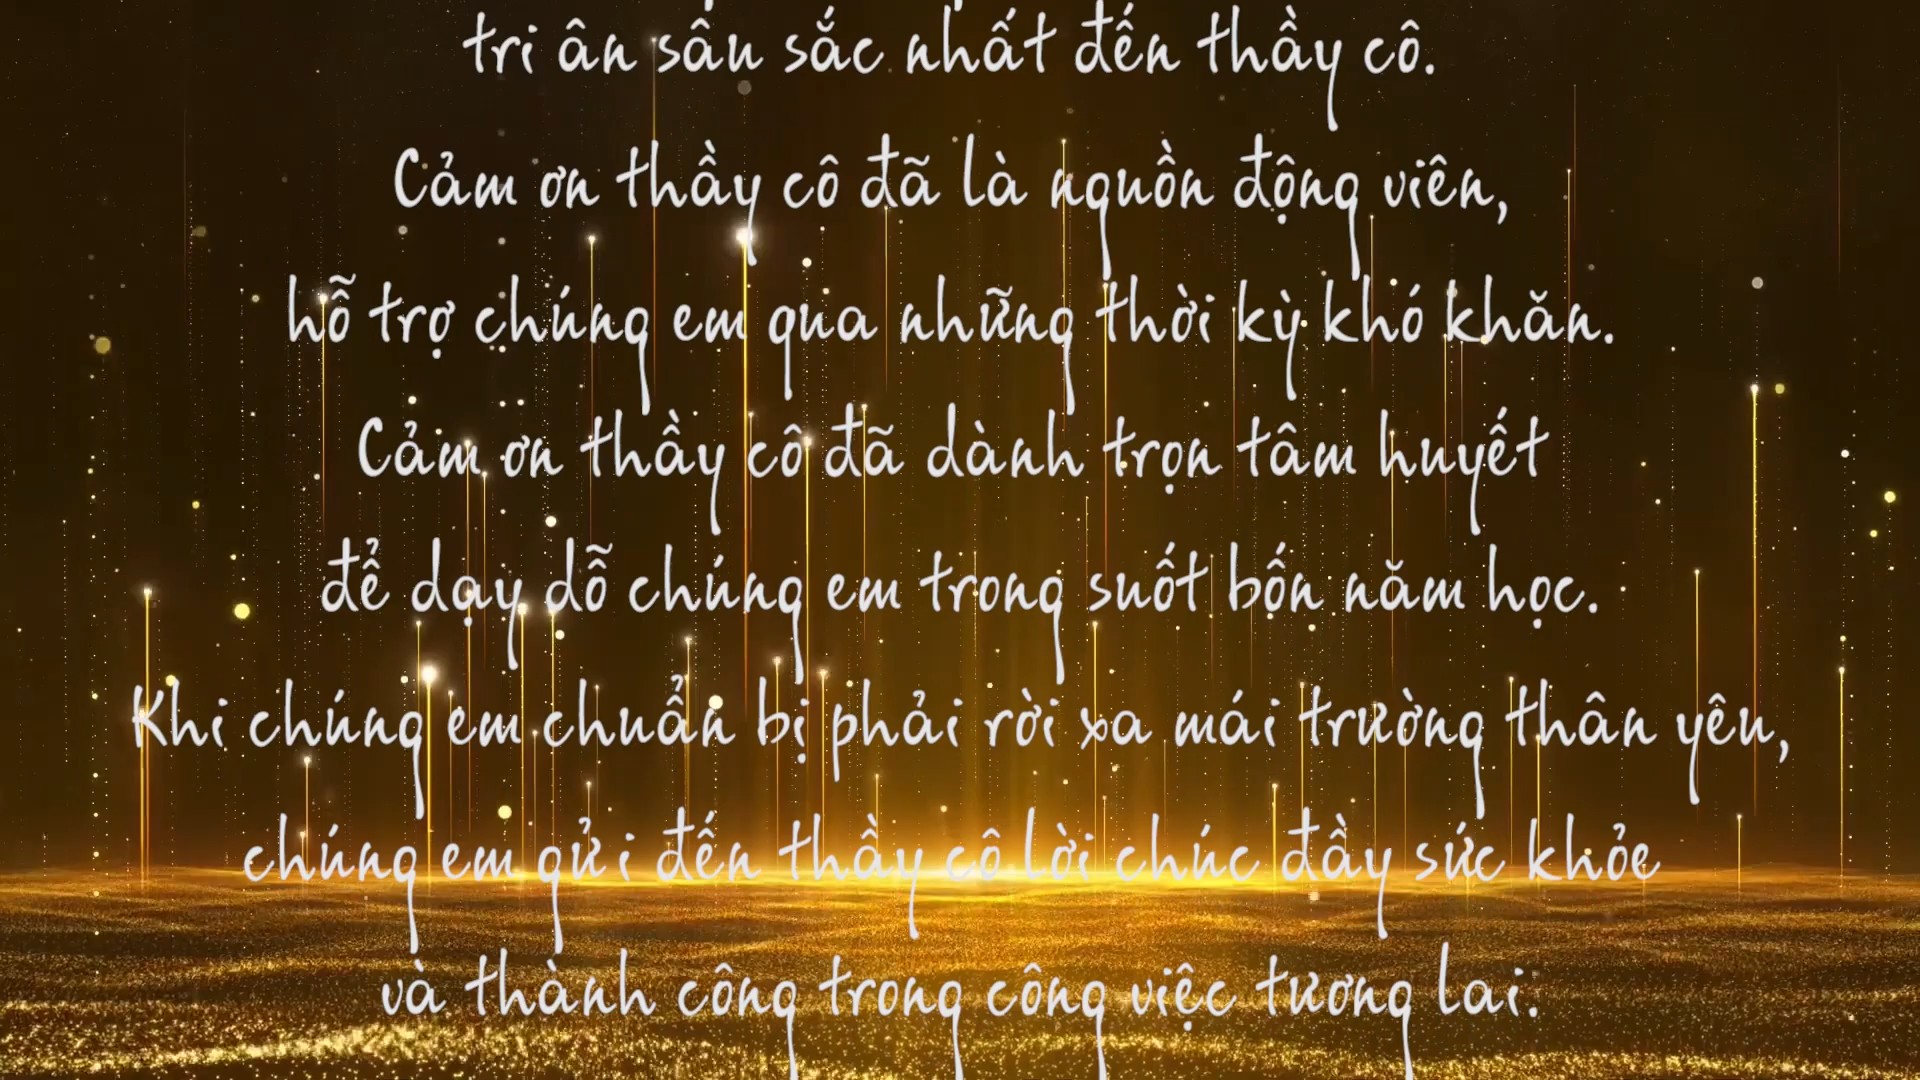 tri ân sâu sắc nhất đến thầy cô.
Cảm ơn thầy cô đã là nguồn động viên,
hỗ trợ chúng em qua những thời kỳ khó khăn.
Cảm ơn thầy cô đã dành trọn tâm huyết
để dạy dỗ chúng em trong suốt bốn năm học.
Khi chúng em chuẩn bị phải rời xa mái trường thân yêu,
chúng em gửi đến thầy cô lời chúc đầy sức khỏe
và thành công trong công việc tương lai.